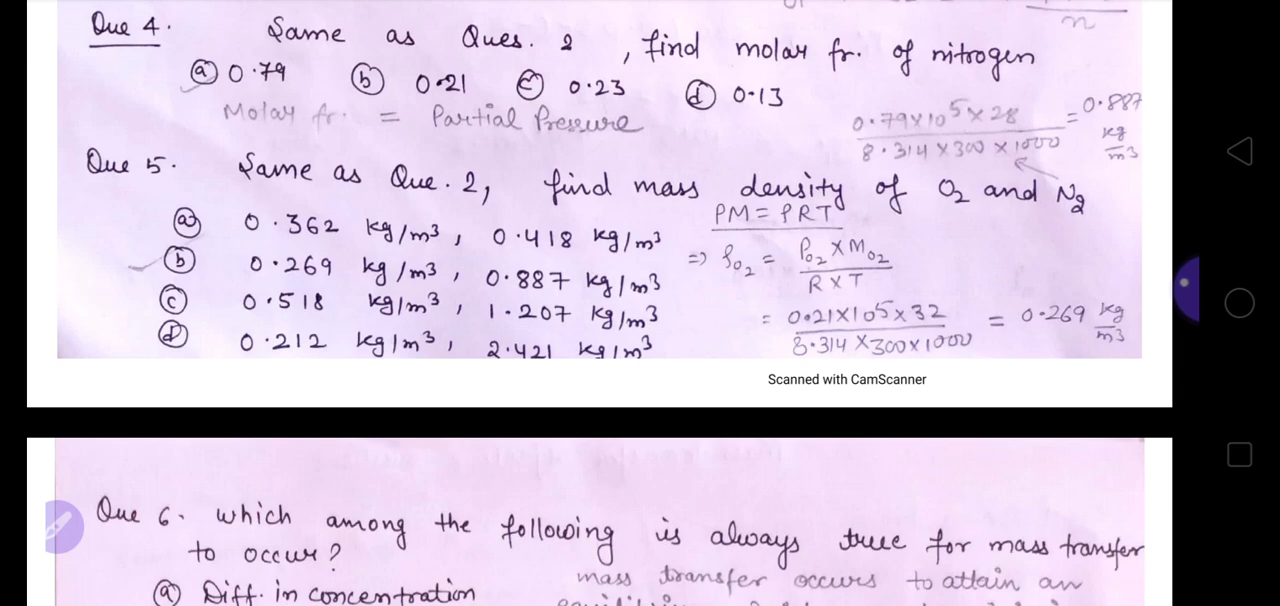 n
Que 4. Same as Ques. 2, find molar fr. of nitrogen
(a) 0.79 (b) 0.21 (c) 0.23 (d) 0.13
Molar fr. = Partial Pressure
0.79×10⁵×28 / 8.314×300×1000 = 0.887 kg/m³
Que 5. Same as Que. 2, find mass density of O₂ and N₂
(a) 0.362 kg/m³, 0.418 kg/m³
(b) 0.269 kg/m³, 0.887 kg/m³
(c) 0.518 kg/m³, 1.207 kg/m³
(d) 0.212 kg/m³, 2.421 kg/m³
PM = ρRT
⇒ ρO₂ = PO₂ × MO₂ / R×T
= 0.21×10⁵×32 / 8.314×300×1000 = 0.269 kg/m³
Scanned with CamScanner
Que 6. which among the following is always true for mass transfer
to occur?
mass transfer occurs to attain an
(a) Diff. in concentration